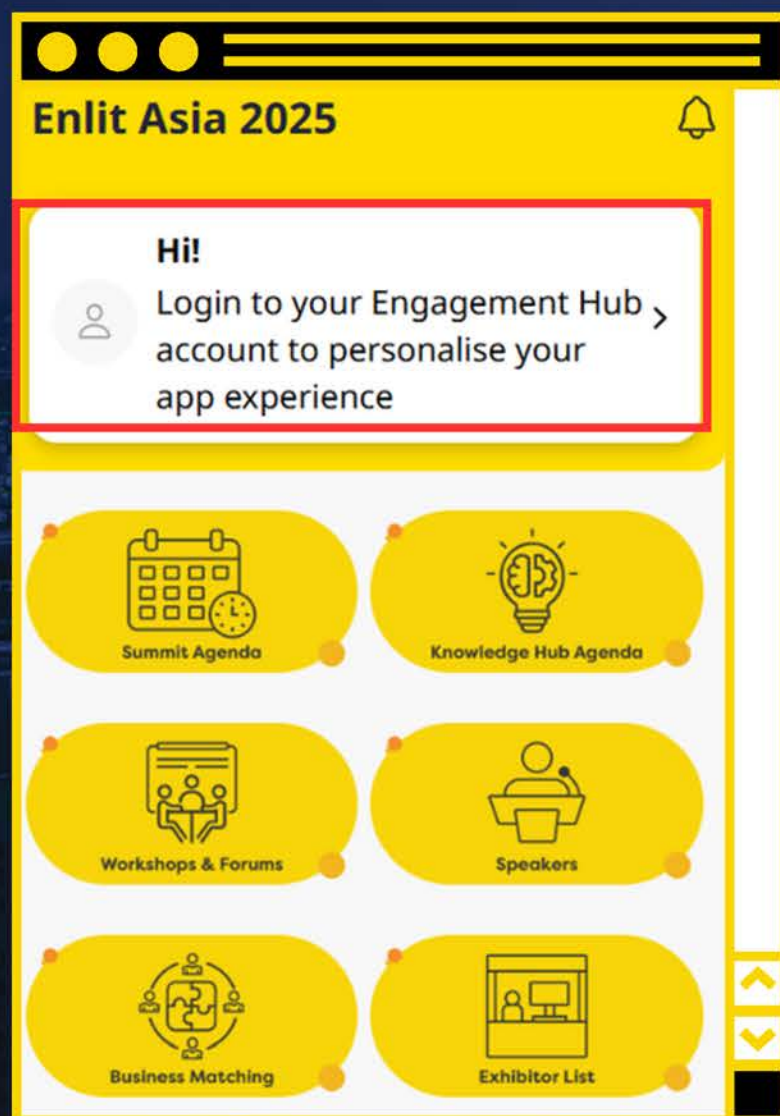 Enlit Asia 2025
Hi!
Login to your Engagement Hub
account to personalise your
app experience
Summit Agenda
Knowledge Hub Agenda
Workshops & Forums
Speakers
Business Matching
Exhibitor List